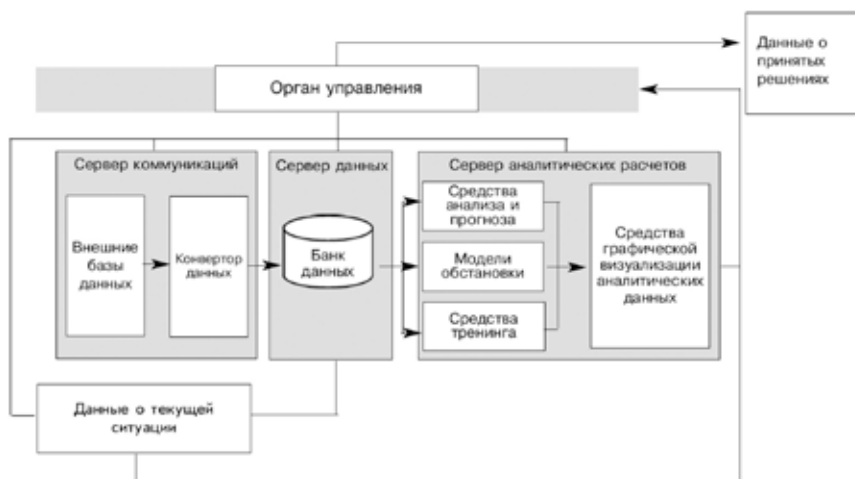 Данные о
принятых
решениях
Орган управления
Сервер коммуникаций
Внешние
базы
данных
Конвертор
данных
Сервер данных
Банк
данных
Сервер аналитических расчетов
Средства
анализа и
прогноза
Модели
обстановки
Средства
тренинга
Средства
графической
визуализации
аналитических
данных
Данные о текущей
ситуации